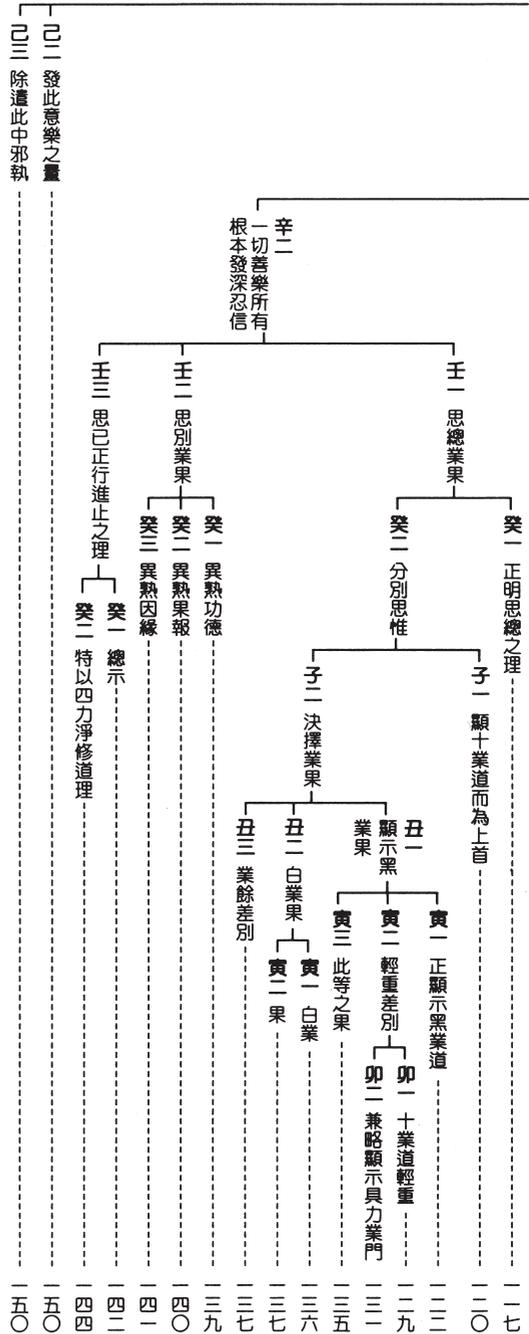 辛二
一切善樂所有
根本發深忍信
壬一 思總業果
癸一 正明思總之理 一一七
癸二 分別思惟
子一 顯十業道而為上首 一二〇
子二 決擇業果
丑一
顯示黑
業果
寅一 正顯示黑業道 一二二
寅二 輕重差別
卯一 十業道輕重 一二九
卯二 兼略顯示具力業門 一三一
寅三 此等之果 一三五
丑二 白業果
寅一 白業 一三六
寅二 果 一三七
丑三 業餘差別 一三七
壬二 思別業果
癸一 異熟功德 一三九
癸二 異熟果報 一四〇
癸三 異熟因緣 一四一
壬三 思已正行進止之理
癸一 總示 一四二
癸二 特以四力淨修道理 一四四
己二 發此意樂之量 一五〇
己三 除遣此中邪執 一五〇